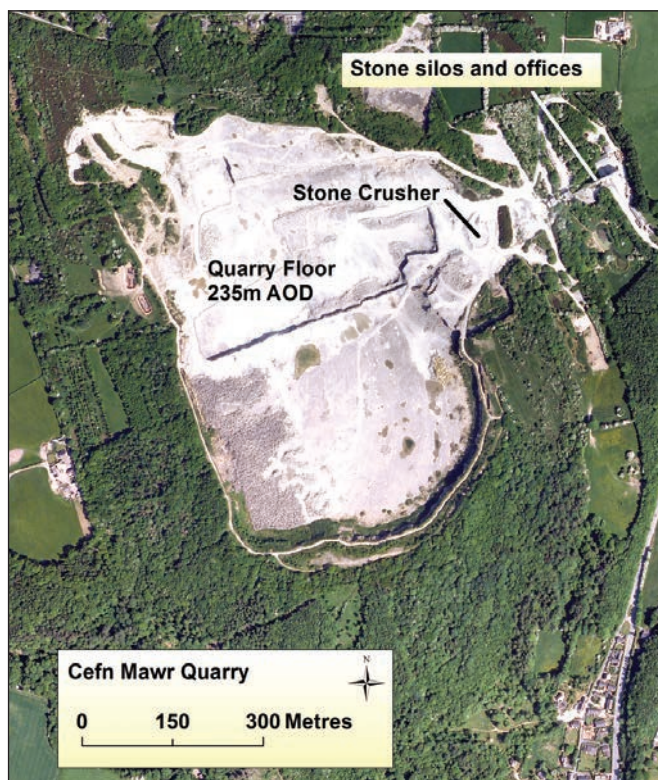 Stone silos and offices
Stone Crusher
Quarry Floor
235m AOD
Cefn Mawr Quarry
N
0 150 300 Metres